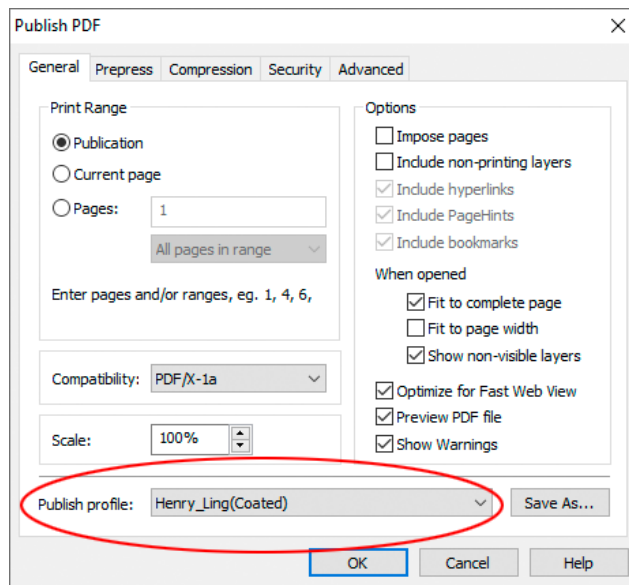 Publish PDF
General Prepress Compression Security Advanced
Print Range
Publication
Current page
Pages: 1
All pages in range
Enter pages and/or ranges, eg. 1, 4, 6,
Compatibility: PDF/X-1a
Scale: 100%
Options
Impose pages
Include non-printing layers
Include hyperlinks
Include PageHints
Include bookmarks
When opened
Fit to complete page
Fit to page width
Show non-visible layers
Optimize for Fast Web View
Preview PDF file
Show Warnings
Publish profile: Henry_Ling(Coated) Save As...
OK Cancel Help